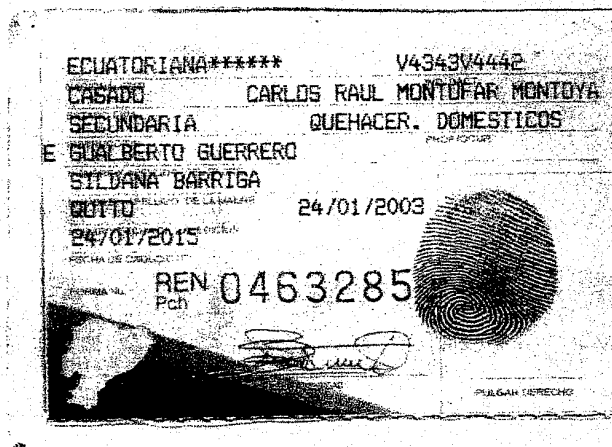 ECUATORIANA****** V4343V4442
CASADO CARLOS RAUL MONTUFAR MONTOYA
SECUNDARIA QUEHACER. DOMESTICOS
E GUALBERTO GUERRERO
SILDANA BARRIGA
QUITO 24/01/2003
24/01/2015
REN 0463285
Pch
PULGAR DERECHO